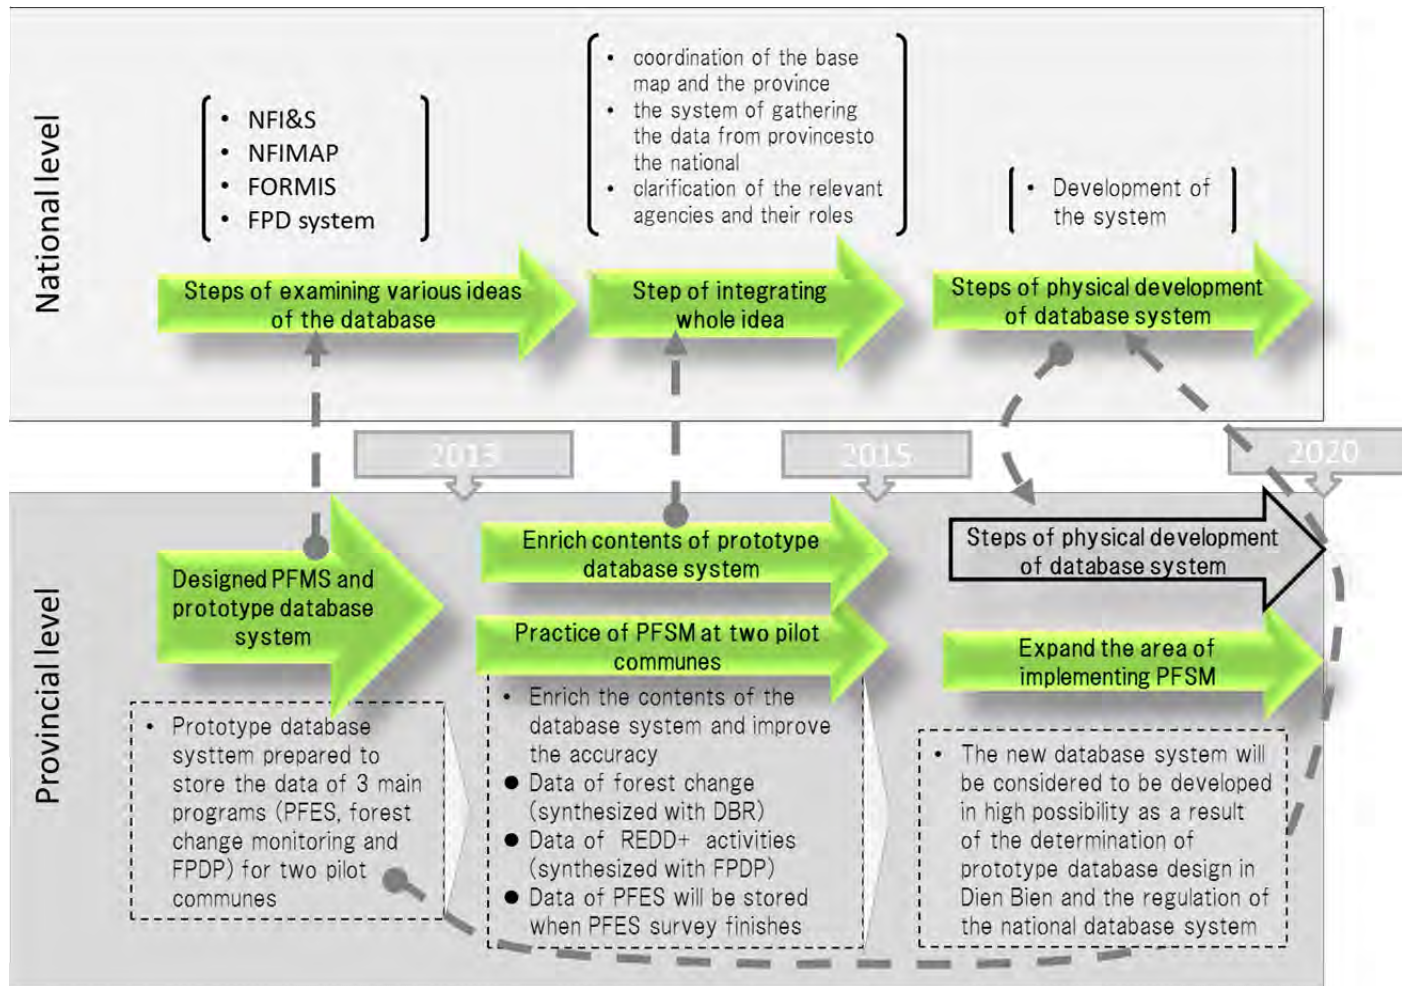 National level
• NFI&S
• NFIMAP
• FORMIS
• FPD system
• coordination of the base
map and the province
• the system of gathering
the data from provincesto
the national
• clarification of the relevant
agencies and their roles
• Development of
the system
Steps of examining various ideas
of the database
Step of integrating
whole idea
Steps of physical development
of database system
2013
2015
2020
Provincial level
Designed PFMS and
prototype database
system
Enrich contents of prototype
database system
Practice of PFSM at two pilot
communes
Steps of physical development
of database system
Expand the area of
implementing PFSM
• Prototype database
systtem prepared to
store the data of 3 main
programs (PFES, forest
change monitoring and
FPDP) for two pilot
communes
• Enrich the contents of the
database system and improve
the accuracy
● Data of forest change
(synthesized with DBR)
● Data of REDD+ activities
(synthesized with FPDP)
● Data of PFES will be stored
when PFES survey finishes
• The new database system will
be considered to be developed
in high possibility as a result
of the determination of
prototype database design in
Dien Bien and the regulation of
the national database system